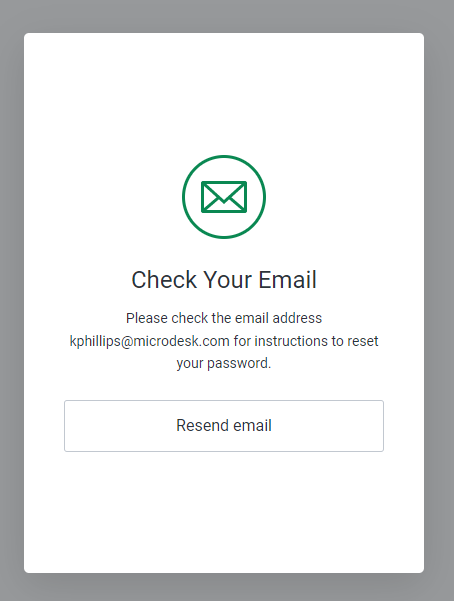 Check Your Email
Please check the email address
kphillips@microdesk.com for instructions to reset
your password.
Resend email